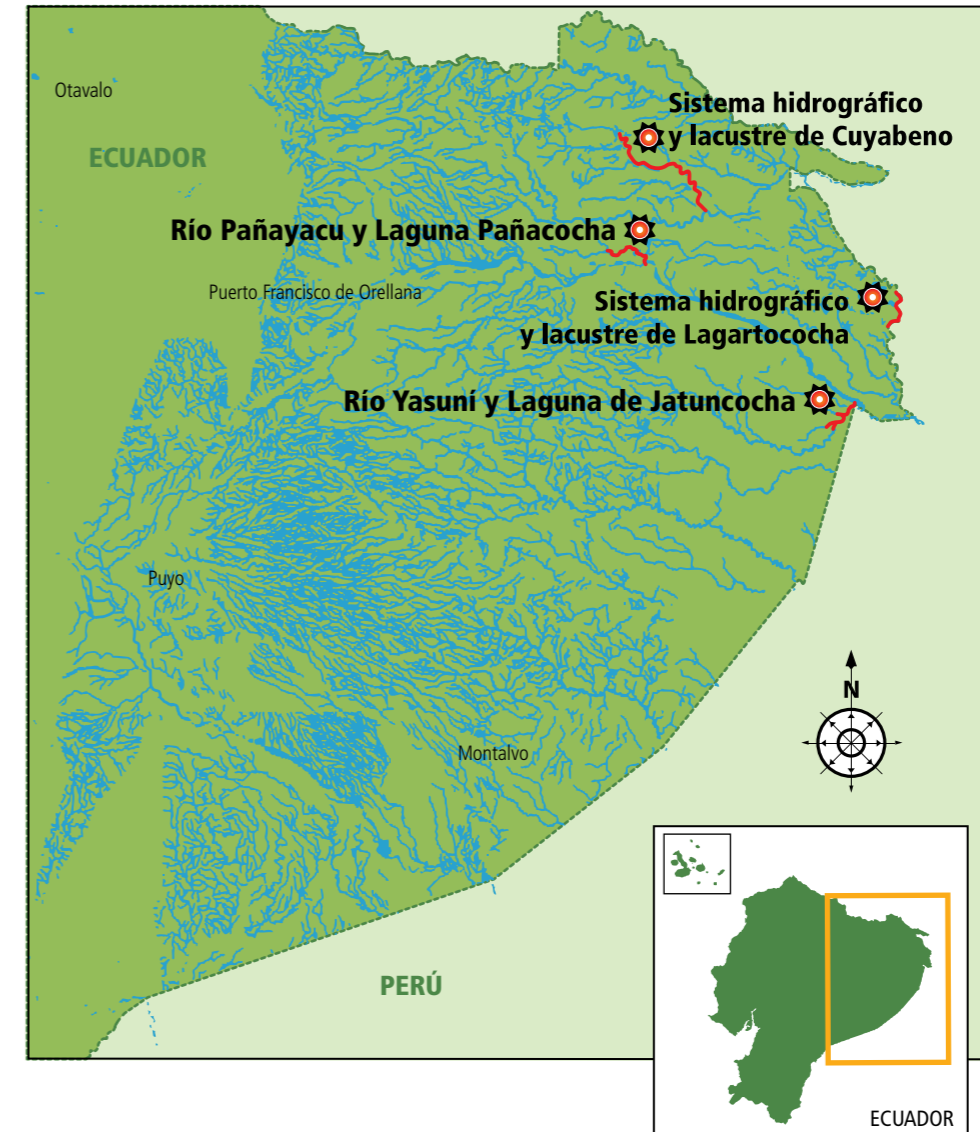 Otavalo
Sistema hidrográfico
y lacustre de Cuyabeno
ECUADOR
Río Pañayacu y Laguna Pañacocha
Puerto Francisco de Orellana
Sistema hidrográfico
y lacustre de Lagartococha
Río Yasuní y Laguna de Jatuncocha
Puyo
N
Montalvo
PERÚ
ECUADOR